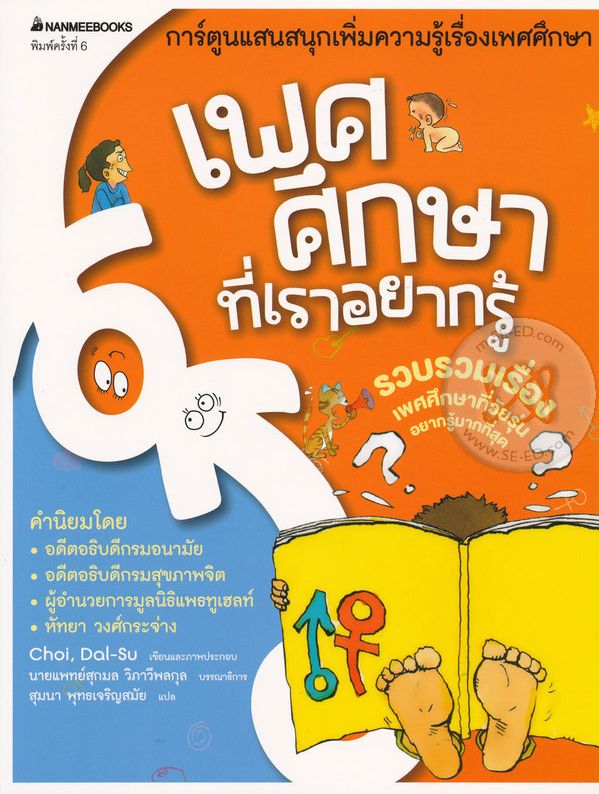 NANMEEBOOKS
พิมพ์ครั้งที่ 6
การ์ตูนแสนสนุกเพิ่มความรู้เรื่องเพศศึกษา
เพศ
ศึกษา
ที่เราอยากรู้
รวบรวมเรื่อง
เพศศึกษาที่วัยรุ่น
อยากรู้มากที่สุด
www.SE-ED.com
คำนิยมโดย
• อดีตอธิบดีกรมอนามัย
• อดีตอธิบดีกรมสุขภาพจิต
• ผู้อำนวยการมูลนิธิแพธทูเฮลท์
• หัทยา วงศ์กระจ่าง
Choi, Dal-Su เขียนและภาพประกอบ
นายแพทย์สุกมล วิภาวีพลกุล บรรณาธิการ
สุมนา พุทธเจริญสมัย แปล